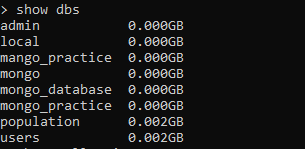 > show dbs
admin           0.000GB
local           0.000GB
mango_practice  0.000GB
mongo           0.000GB
mongo_database  0.000GB
mongo_practice  0.000GB
population      0.002GB
users           0.002GB